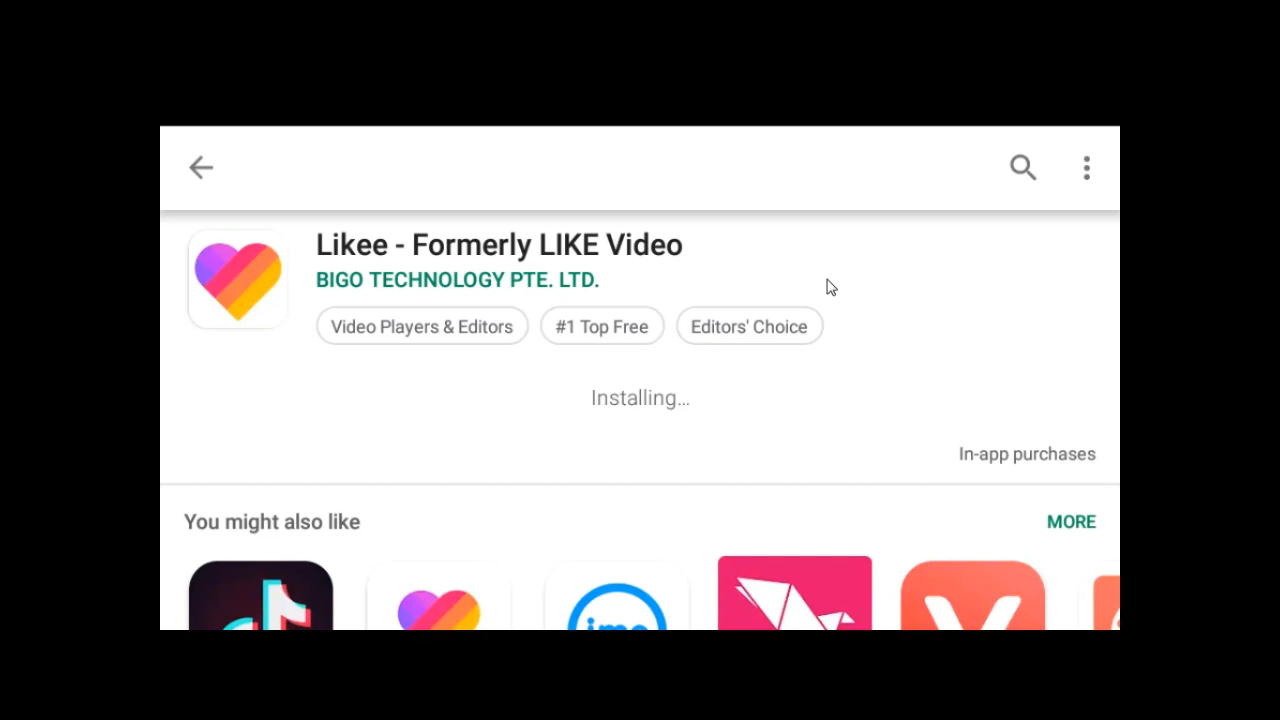 Likee - Formerly LIKE Video
BIGO TECHNOLOGY PTE. LTD.
Video Players & Editors
#1 Top Free
Editors' Choice
Installing...
In-app purchases
You might also like
MORE
imo